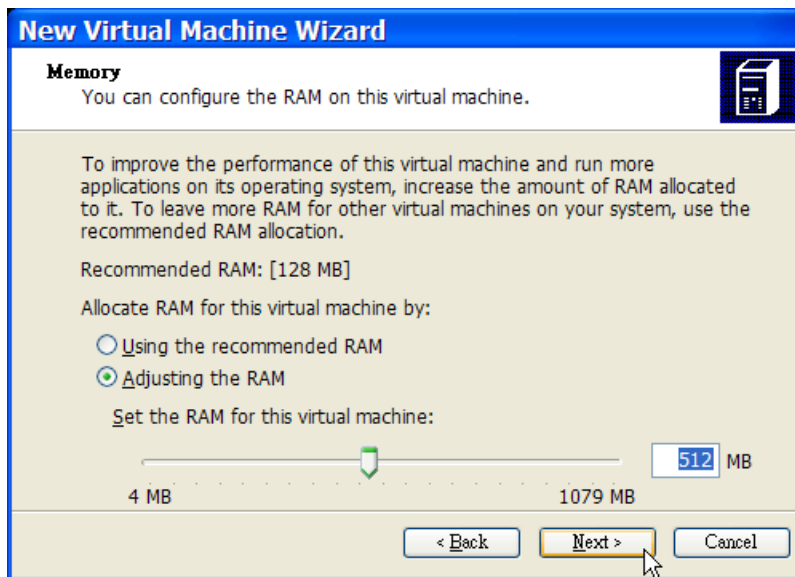 New Virtual Machine Wizard
Memory
You can configure the RAM on this virtual machine.
To improve the performance of this virtual machine and run more
applications on its operating system, increase the amount of RAM allocated
to it. To leave more RAM for other virtual machines on your system, use the
recommended RAM allocation.
Recommended RAM: [128 MB]
Allocate RAM for this virtual machine by:
Using the recommended RAM
Adjusting the RAM
Set the RAM for this virtual machine:
512 MB
4 MB 1079 MB
< Back Next > Cancel